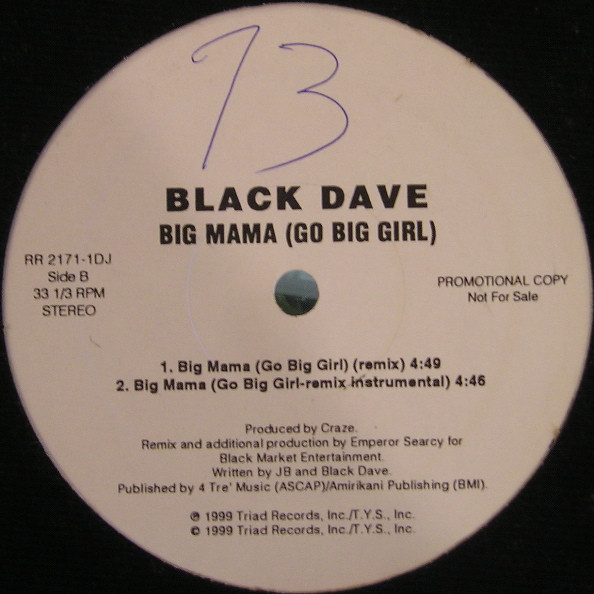 73
BLACK DAVE
BIG MAMA (GO BIG GIRL)
RR 2171-1DJ
Side B
33 1/3 RPM
STEREO
PROMOTIONAL COPY
Not For Sale
1. Big Mama (Go Big Girl) (remix) 4:49
2. Big Mama (Go Big Girl-remix instrumental) 4:46
Produced by Craze.
Remix and additional production by Emperor Searcy for
Black Market Entertainment.
Written by JB and Black Dave.
Published by 4 Tre' Music (ASCAP)/Amirikani Publishing (BMI).
℗ 1999 Triad Records, Inc./T.Y.S., Inc.
© 1999 Triad Records, Inc./T.Y.S., Inc.